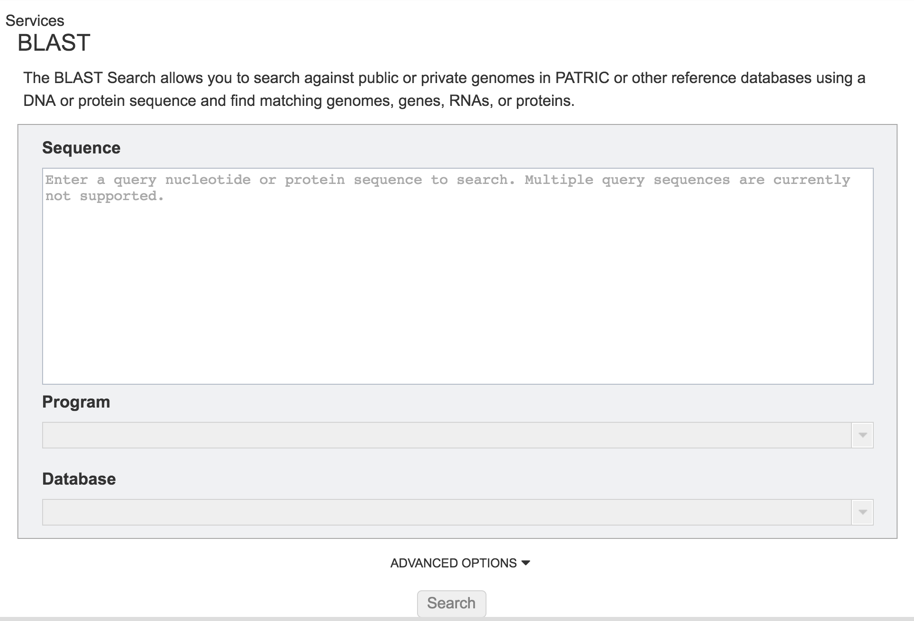 Services
BLAST
The BLAST Search allows you to search against public or private genomes in PATRIC or other reference databases using a
DNA or protein sequence and find matching genomes, genes, RNAs, or proteins.
Sequence
Enter a query nucleotide or protein sequence to search. Multiple query sequences are currently
not supported.
Program
Database
ADVANCED OPTIONS
Search